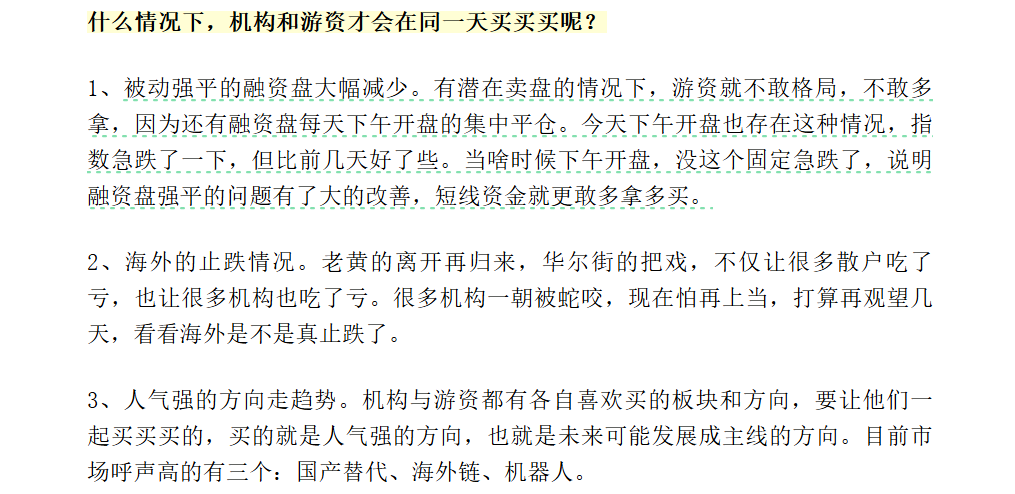 什么情况下，机构和游资才会在同一天买买买呢？
1、被动强平的融资盘大幅减少。有潜在卖盘的情况下，游资就不敢格局，不敢多
拿，因为还有融资盘每天下午开盘的集中平仓。今天下午开盘也存在这种情况，指
数急跌了一下，但比前几天好了些。当啥时候下午开盘，没这个固定急跌了，说明
融资盘强平的问题有了大的改善，短线资金就更敢多拿多买。
2、海外的止跌情况。老黄的离开再归来，华尔街的把戏，不仅让很多散户吃了
亏，也让很多机构也吃了亏。很多机构一朝被蛇咬，现在怕再上当，打算再观望几
天，看看海外是不是真止跌了。
3、人气强的方向走趋势。机构与游资都有各自喜欢买的板块和方向，要让他们一
起买买买的，买的就是人气强的方向，也就是未来可能发展成主线的方向。目前市
场呼声高的有三个：国产替代、海外链、机器人。